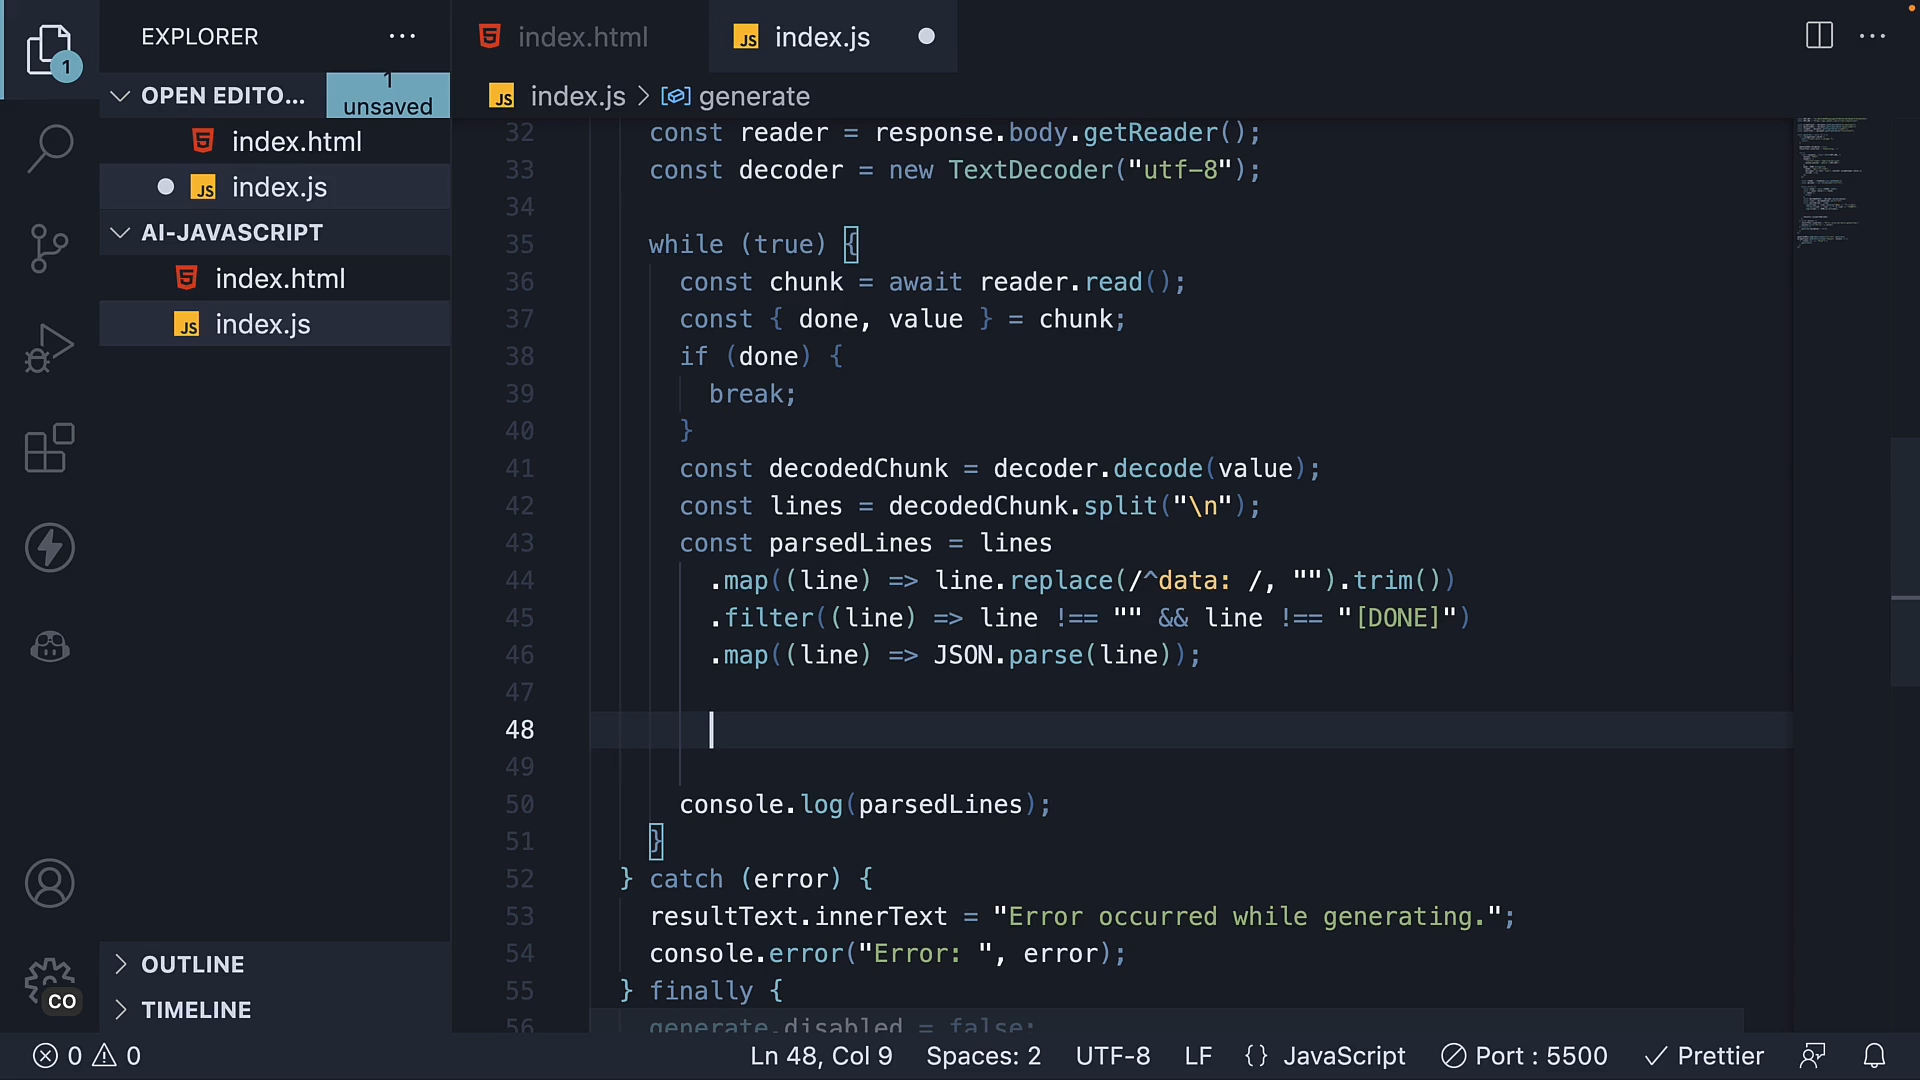 EXPLORER
index.html
index.js
1
OPEN EDITO...
1
unsaved
index.js > generate
index.html
index.js
AI-JAVASCRIPT
index.html
index.js
32 const reader = response.body.getReader();
33 const decoder = new TextDecoder("utf-8");
34
35 while (true) {
36 const chunk = await reader.read();
37 const { done, value } = chunk;
38 if (done) {
39 break;
40 }
41 const decodedChunk = decoder.decode(value);
42 const lines = decodedChunk.split("\n");
43 const parsedLines = lines
44 .map((line) => line.replace(/^data: /, "").trim())
45 .filter((line) => line !== "" && line !== "[DONE]")
46 .map((line) => JSON.parse(line));
47
48
49
50 console.log(parsedLines);
51 }
52 } catch (error) {
53 resultText.innerText = "Error occurred while generating.";
54 console.error("Error: ", error);
55 } finally {
56 generate.disabled = false;
OUTLINE
TIMELINE
CO
0 0
Ln 48, Col 9 Spaces: 2 UTF-8 LF {} JavaScript Port : 5500 Prettier